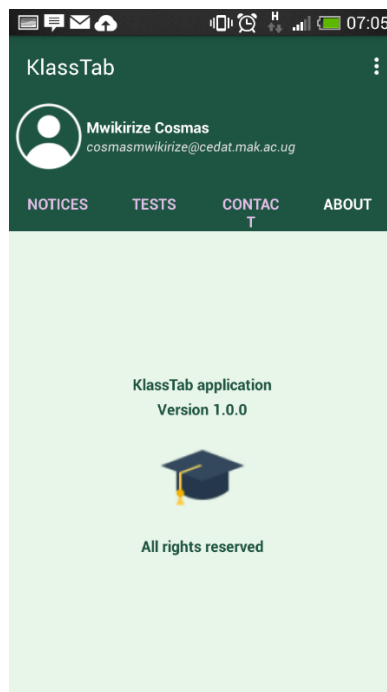 H
07:05
KlassTab
Mwikirize Cosmas
cosmasmwikirize@cedat.mak.ac.ug
NOTICES TESTS CONTAC ABOUT
T
KlassTab application
Version 1.0.0
All rights reserved